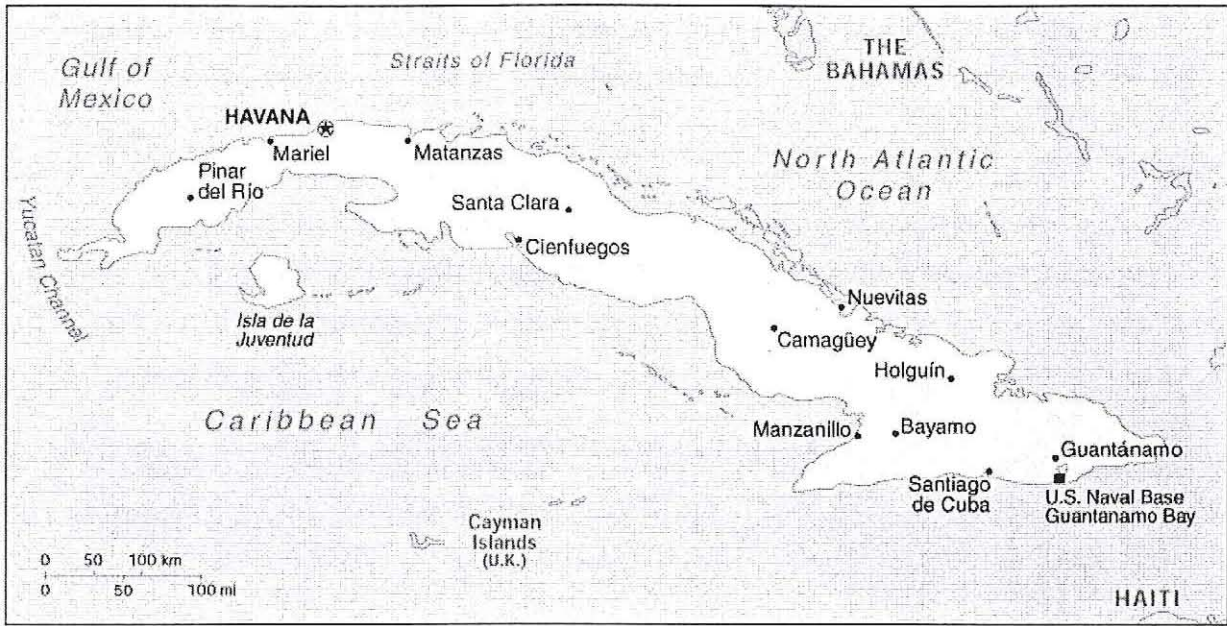 Gulf of
Mexico
Straits of Florida
THE
BAHAMAS
HAVANA
Mariel
Matanzas
Pinar
del Río
North Atlantic
Ocean
Santa Clara
Cienfuegos
Yucatan Channel
Isla de la
Juventud
Nuevitas
Camagüey
Holguín
Caribbean Sea
Manzanillo
Bayamo
Guantánamo
Santiago
de Cuba
U.S. Naval Base
Guantanamo Bay
Cayman
Islands
(U.K.)
0 50 100 km
0 50 100 mi
HAITI